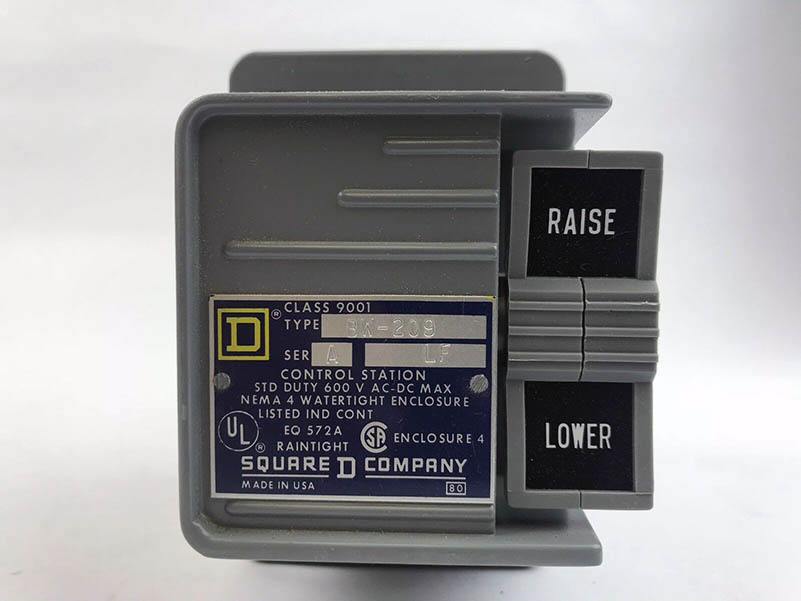 RAISE
LOWER
D ®
CLASS 9001
TYPE BK-209
SER A LF
CONTROL STATION
STD DUTY 600 V AC-DC MAX
NEMA 4 WATERTIGHT ENCLOSURE
LISTED IND CONT
EQ 572A
UL ® RAINTIGHT SA ENCLOSURE 4
SQUARE D COMPANY
MADE IN USA 80